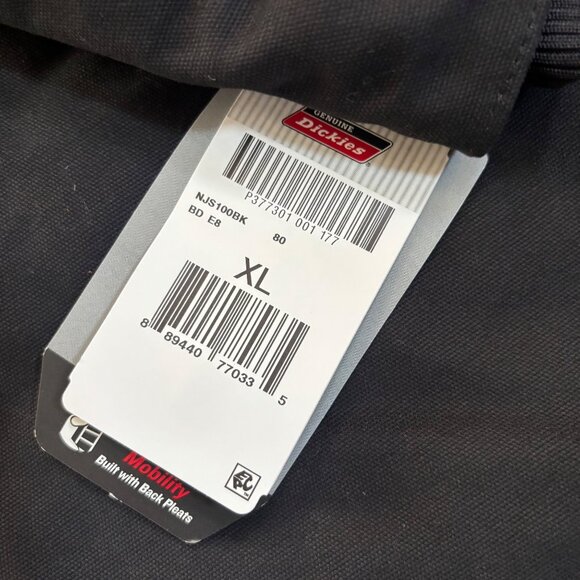 GENUINE
Dickies
P377301 001 177
NJS100BK
BD E8
80
XL
8 89440 77033 5
Mobility
Built with Back Pleats